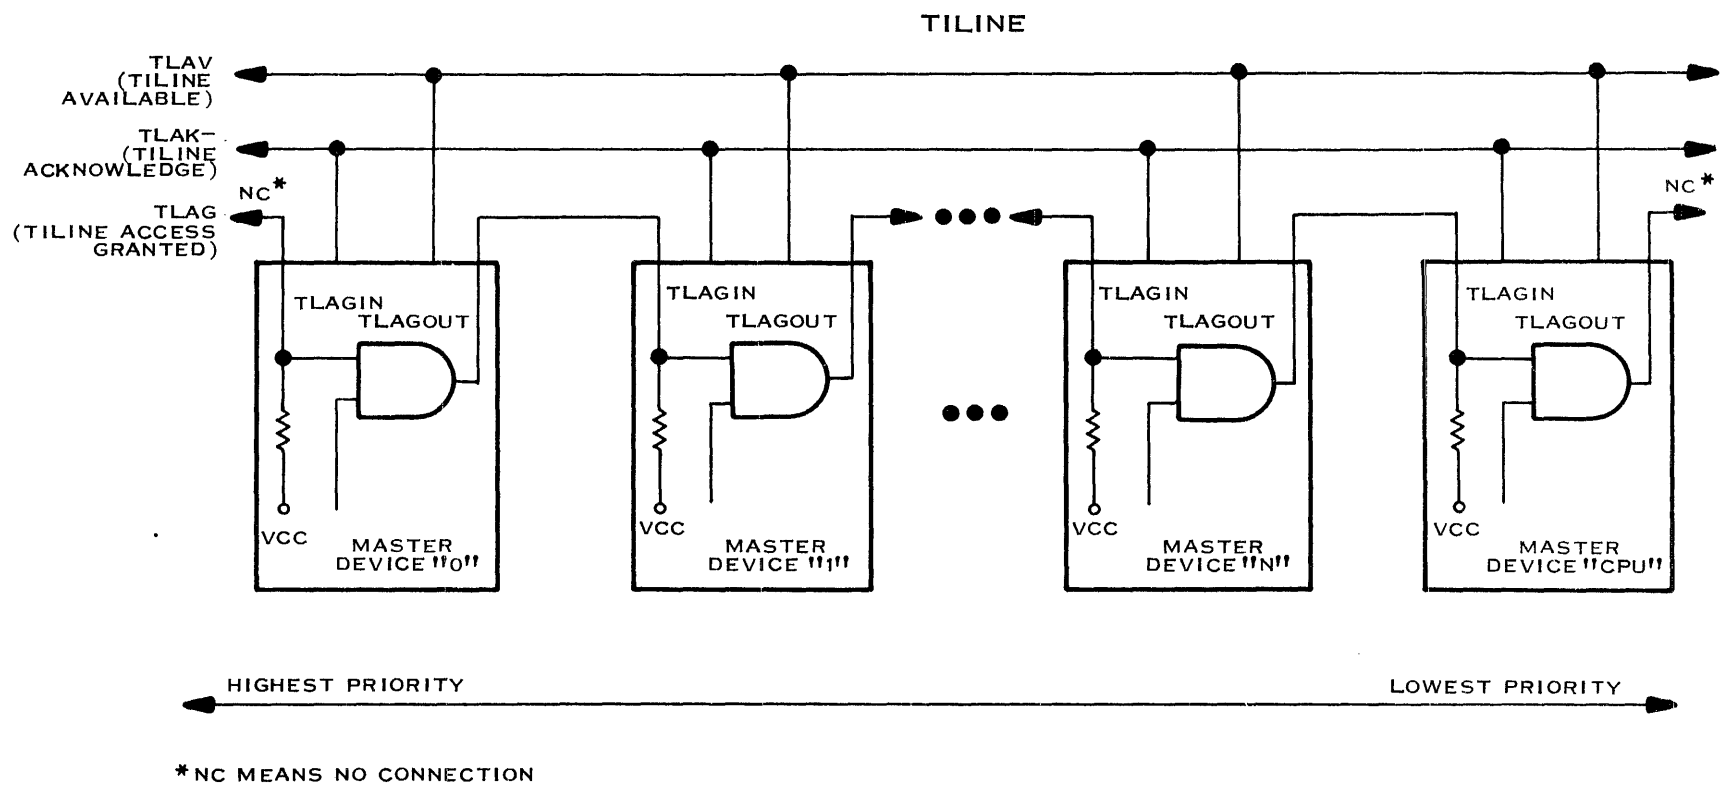 TILINE
TLAV
(TILINE
AVAILABLE)
TLAK-
(TILINE
ACKNOWLEDGE)
NC*
NC*
TLAG
(TILINE ACCESS
GRANTED)
TLAGIN
TLAGOUT
VCC
MASTER
DEVICE "0"
TLAGIN
TLAGOUT
VCC
MASTER
DEVICE "1"
TLAGIN
TLAGOUT
VCC
MASTER
DEVICE "N"
TLAGIN
TLAGOUT
VCC
MASTER
DEVICE "CPU"
HIGHEST PRIORITY
LOWEST PRIORITY
*NC MEANS NO CONNECTION